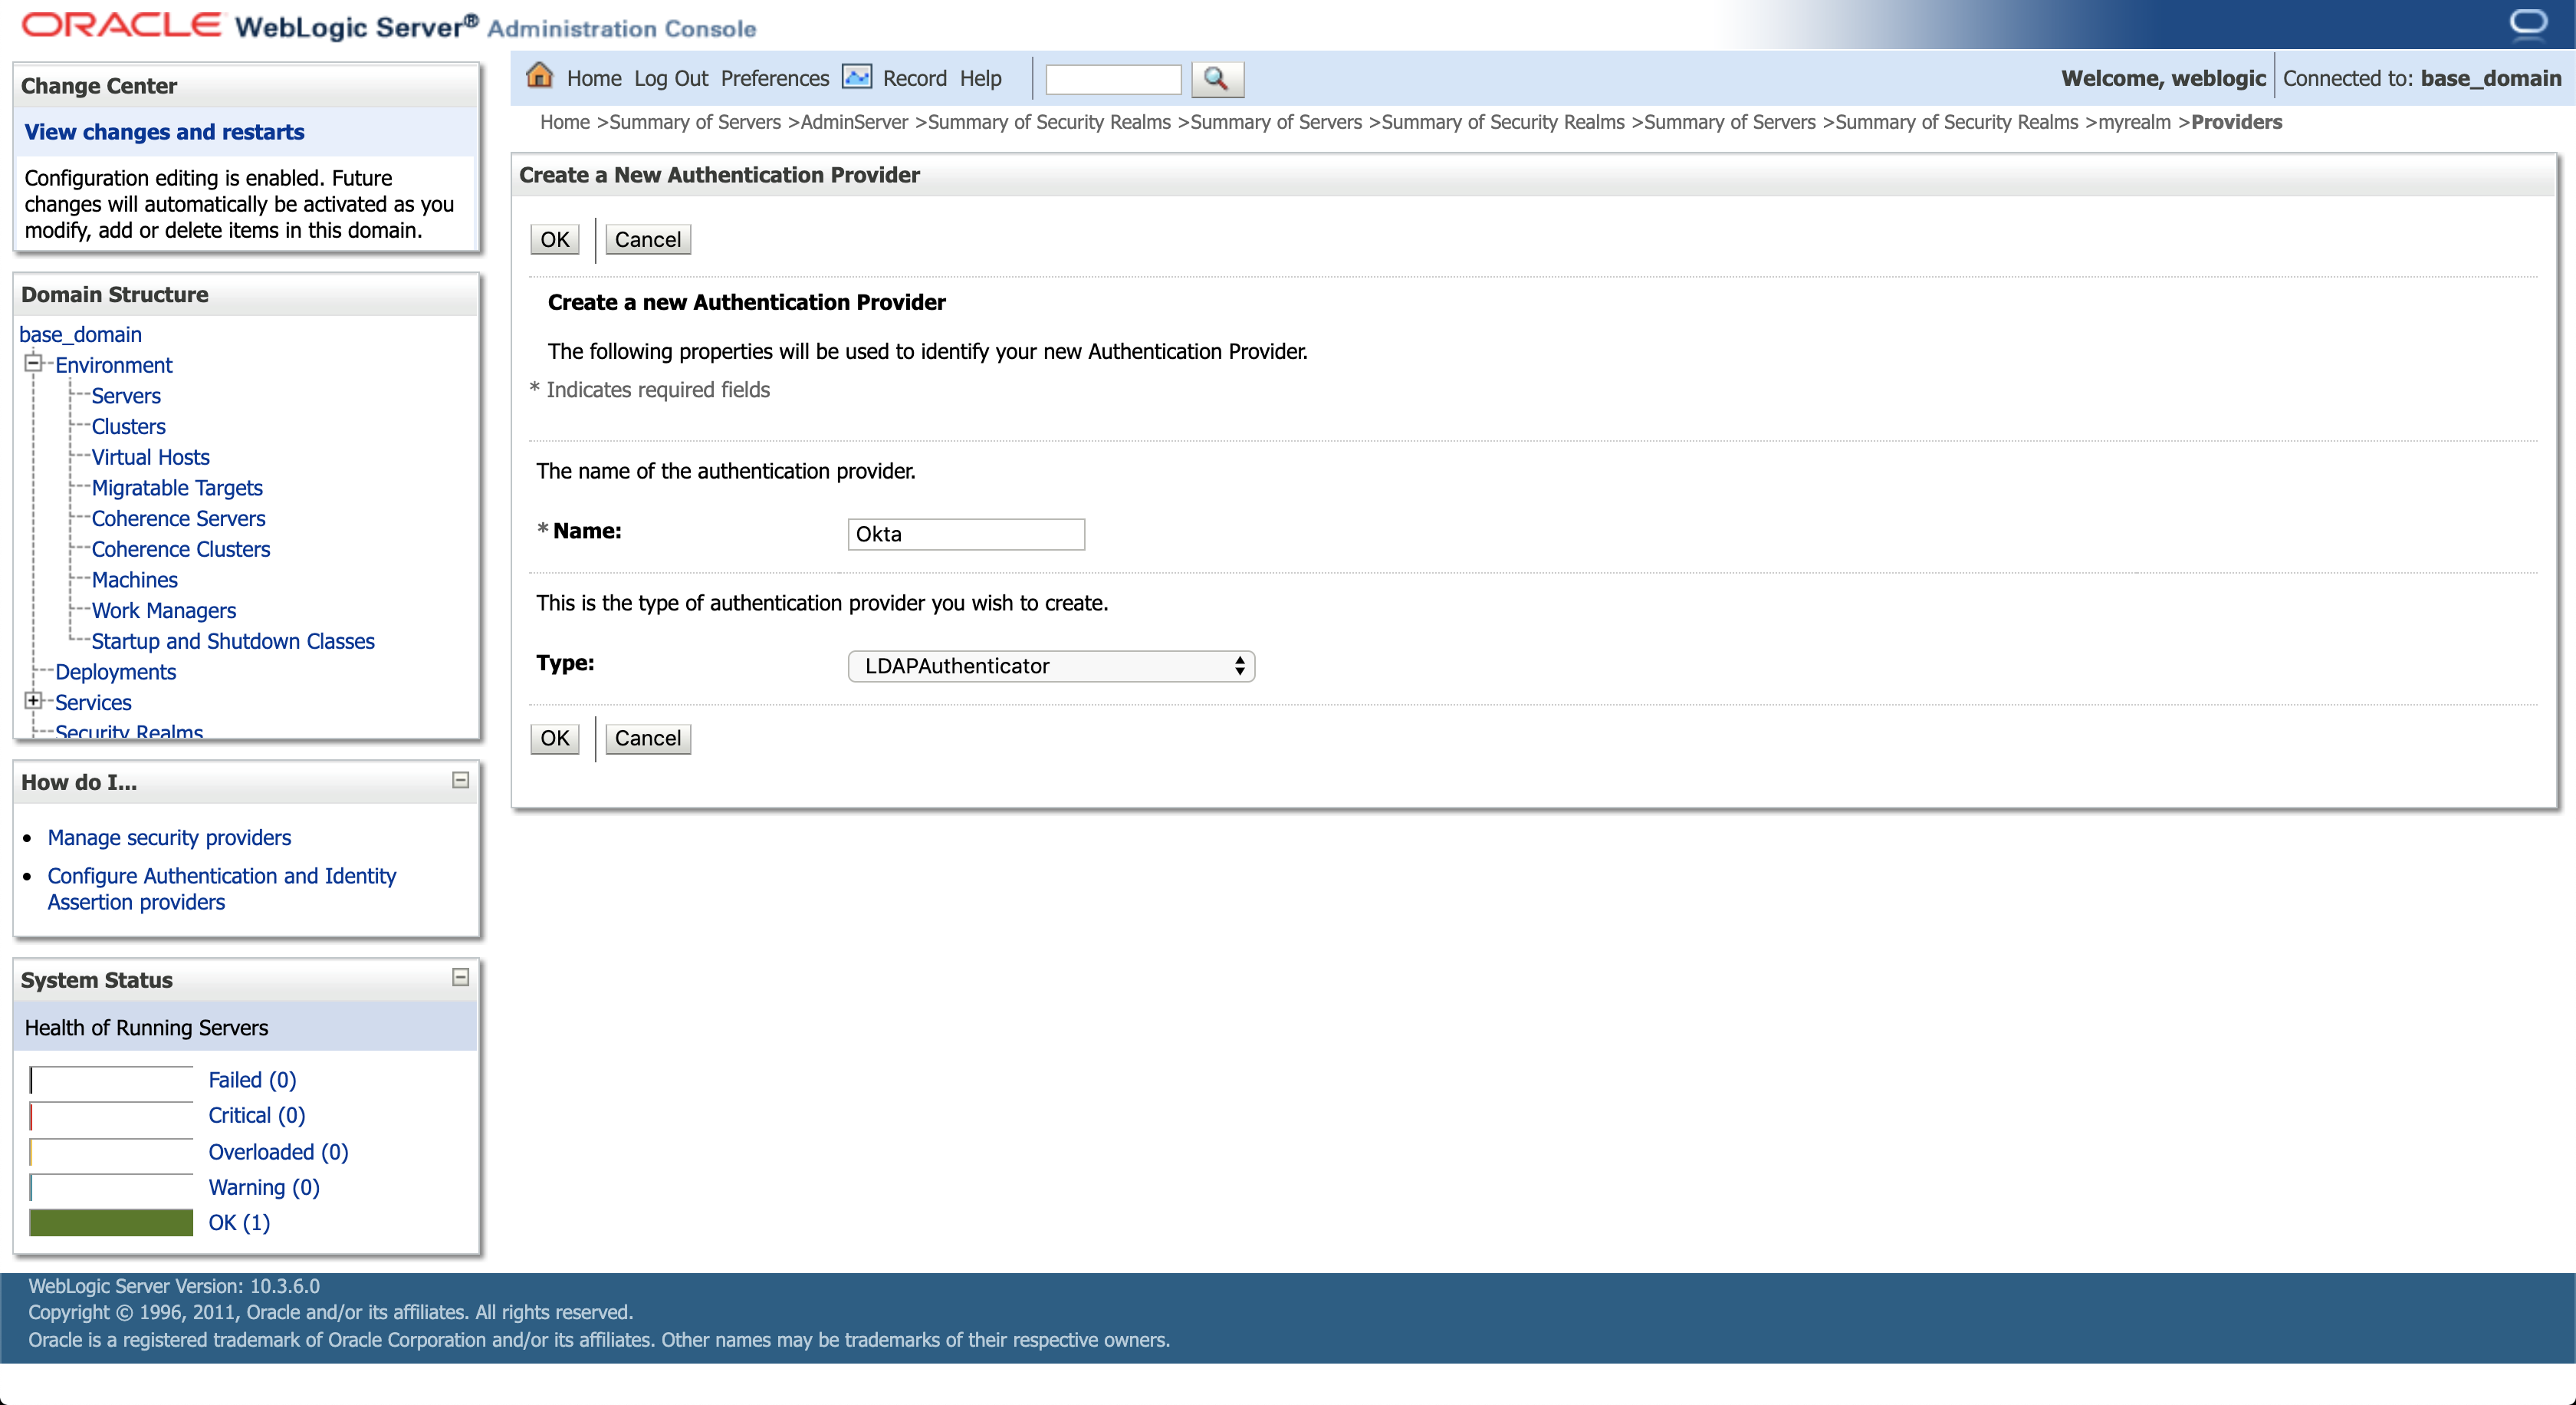 ORACLE WebLogic Server® Administration Console
Change Center
View changes and restarts
Configuration editing is enabled. Future
changes will automatically be activated as you
modify, add or delete items in this domain.
Domain Structure
base_domain
Environment
Servers
Clusters
Virtual Hosts
Migratable Targets
Coherence Servers
Coherence Clusters
Machines
Work Managers
Startup and Shutdown Classes
Deployments
Services
Security Realms
How do I...
Manage security providers
Configure Authentication and Identity
Assertion providers
System Status
Health of Running Servers
Failed (0)
Critical (0)
Overloaded (0)
Warning (0)
OK (1)
Home Log Out Preferences Record Help
Welcome, weblogic Connected to: base_domain
Home >Summary of Servers >AdminServer >Summary of Security Realms >Summary of Servers >Summary of Security Realms >Summary of Servers >Summary of Security Realms >myrealm >Providers
Create a New Authentication Provider
OK Cancel
Create a new Authentication Provider
The following properties will be used to identify your new Authentication Provider.
* Indicates required fields
The name of the authentication provider.
* Name: Okta
This is the type of authentication provider you wish to create.
Type: LDAPAuthenticator
OK Cancel
WebLogic Server Version: 10.3.6.0
Copyright © 1996, 2011, Oracle and/or its affiliates. All rights reserved.
Oracle is a registered trademark of Oracle Corporation and/or its affiliates. Other names may be trademarks of their respective owners.